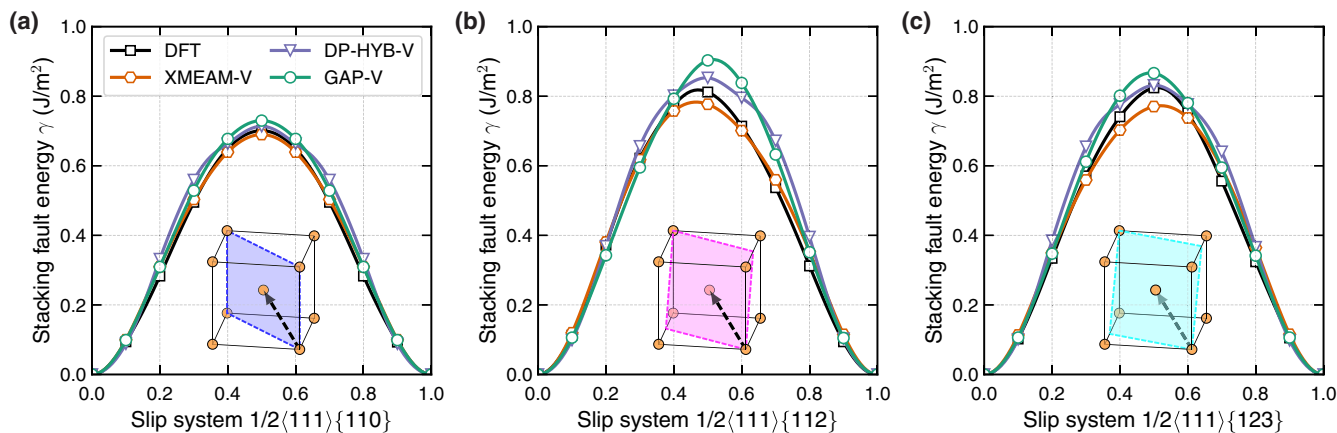 (a)
Stacking fault energy γ (J/m²)
1.0
0.8
0.6
0.4
0.2
0.0
DFT
XMEAM-V
DP-HYB-V
GAP-V
0.0 0.2 0.4 0.6 0.8 1.0
Slip system 1/2⟨111⟩{110}
(b)
Stacking fault energy γ (J/m²)
1.0
0.8
0.6
0.4
0.2
0.0
0.0 0.2 0.4 0.6 0.8 1.0
Slip system 1/2⟨111⟩{112}
(c)
Stacking fault energy γ (J/m²)
1.0
0.8
0.6
0.4
0.2
0.0
0.0 0.2 0.4 0.6 0.8 1.0
Slip system 1/2⟨111⟩{123}